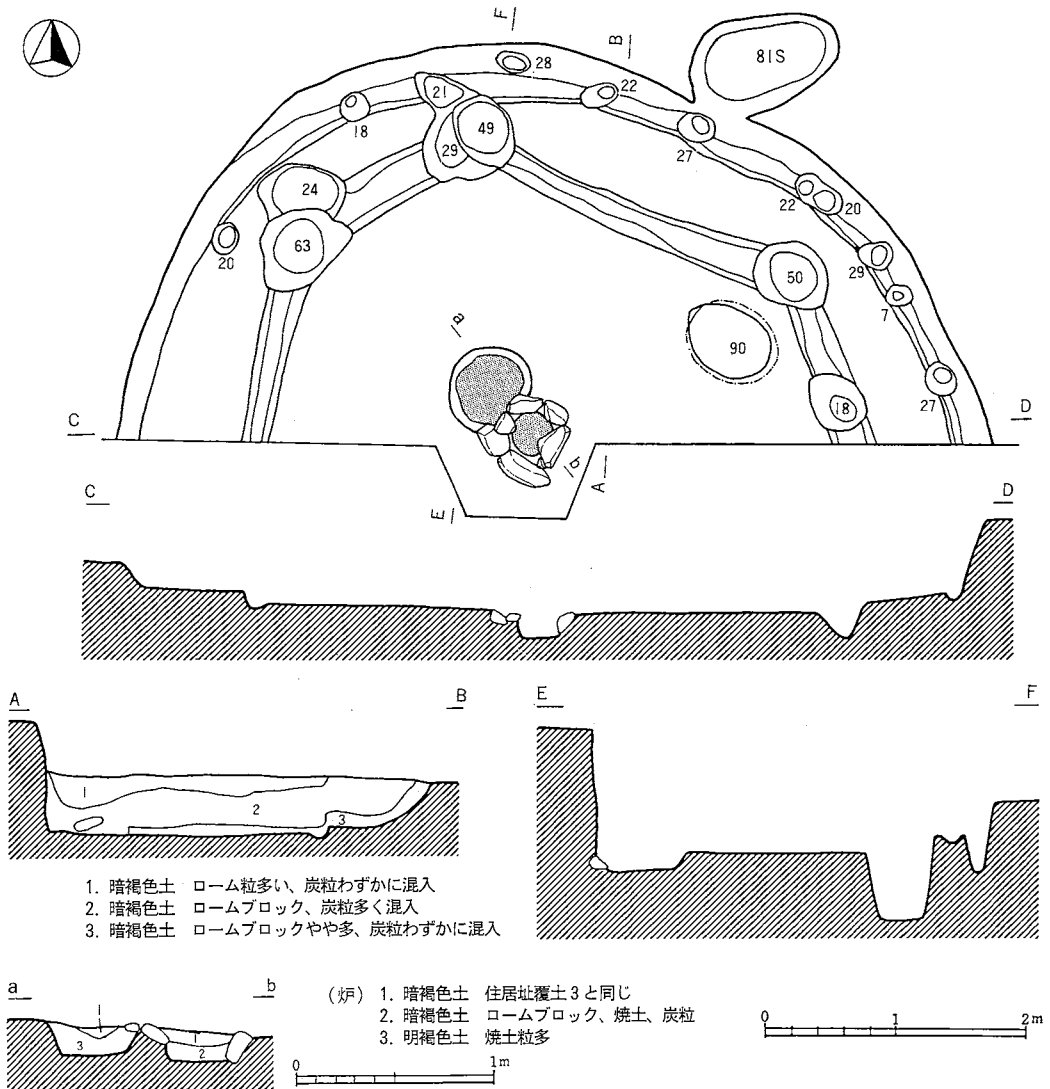 F
B
81S
28
22
21
18
49
27
29
24
22
20
63
20
29
50
7
a
90
27
18
C
D
b
A
E
C
D
A
B
E
F
1
2
3
1. 暗褐色土 ローム粒多い、炭粒わずかに混入
2. 暗褐色土 ロームブロック、炭粒多く混入
3. 暗褐色土 ロームブロックやや多、炭粒わずかに混入
a
b
1
1
3
2
(炉) 1. 暗褐色土 住居址覆土3と同じ
2. 暗褐色土 ロームブロック、焼土、炭粒
3. 明褐色土 焼土粒多
0 1 2m
0 1m